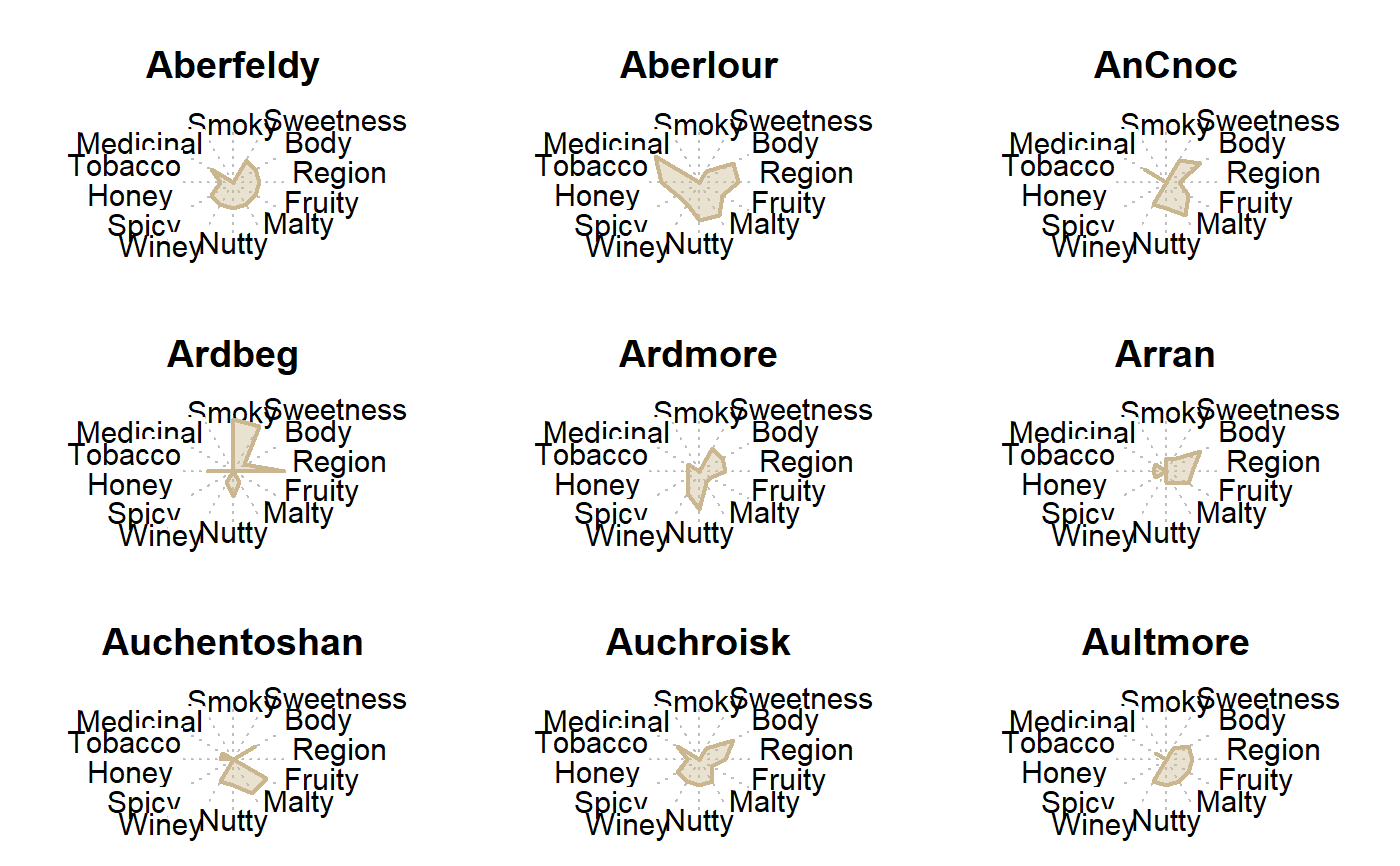 Aberfeldy
Smoky
Sweetness
Medicinal
Body
Tobacco
Region
Honey
Fruity
Spicy
Malty
Winey
Nutty
Aberlour
Smoky
Sweetness
Medicinal
Body
Tobacco
Region
Honey
Fruity
Spicy
Malty
Winey
Nutty
AnCnoc
Smoky
Sweetness
Medicinal
Body
Tobacco
Region
Honey
Fruity
Spicy
Malty
Winey
Nutty
Ardbeg
Smoky
Sweetness
Medicinal
Body
Tobacco
Region
Honey
Fruity
Spicy
Malty
Winey
Nutty
Ardmore
Smoky
Sweetness
Medicinal
Body
Tobacco
Region
Honey
Fruity
Spicy
Malty
Winey
Nutty
Arran
Smoky
Sweetness
Medicinal
Body
Tobacco
Region
Honey
Fruity
Spicy
Malty
Winey
Nutty
Auchentoshan
Smoky
Sweetness
Medicinal
Body
Tobacco
Region
Honey
Fruity
Spicy
Malty
Winey
Nutty
Auchroisk
Smoky
Sweetness
Medicinal
Body
Tobacco
Region
Honey
Fruity
Spicy
Malty
Winey
Nutty
Aultmore
Smoky
Sweetness
Medicinal
Body
Tobacco
Region
Honey
Fruity
Spicy
Malty
Winey
Nutty